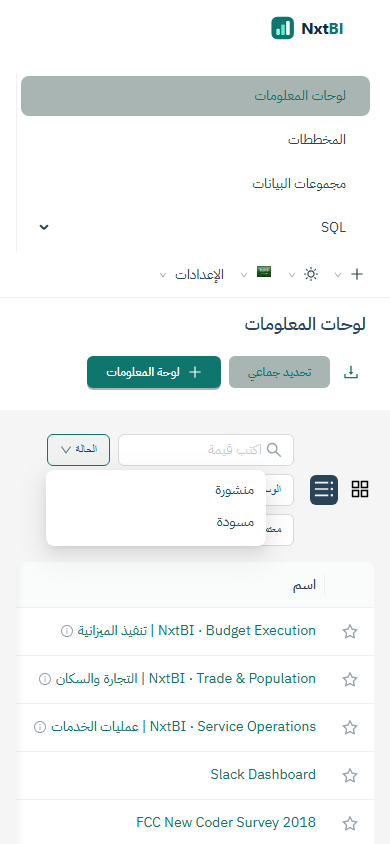 NxtBI
لوحات المعلومات
المخططات
مجموعات البيانات
SQL
الإعدادات
لوحات المعلومات
تحديد جماعي
لوحة المعلومات
اكتب قيمة
الحالة
منشورة
مسودة
اسم
NxtBI · Budget Execution | تنفيذ الميزانية
NxtBI · Trade & Population | التجارة والسكان
NxtBI · Service Operations | عمليات الخدمات
Slack Dashboard
FCC New Coder Survey 2018